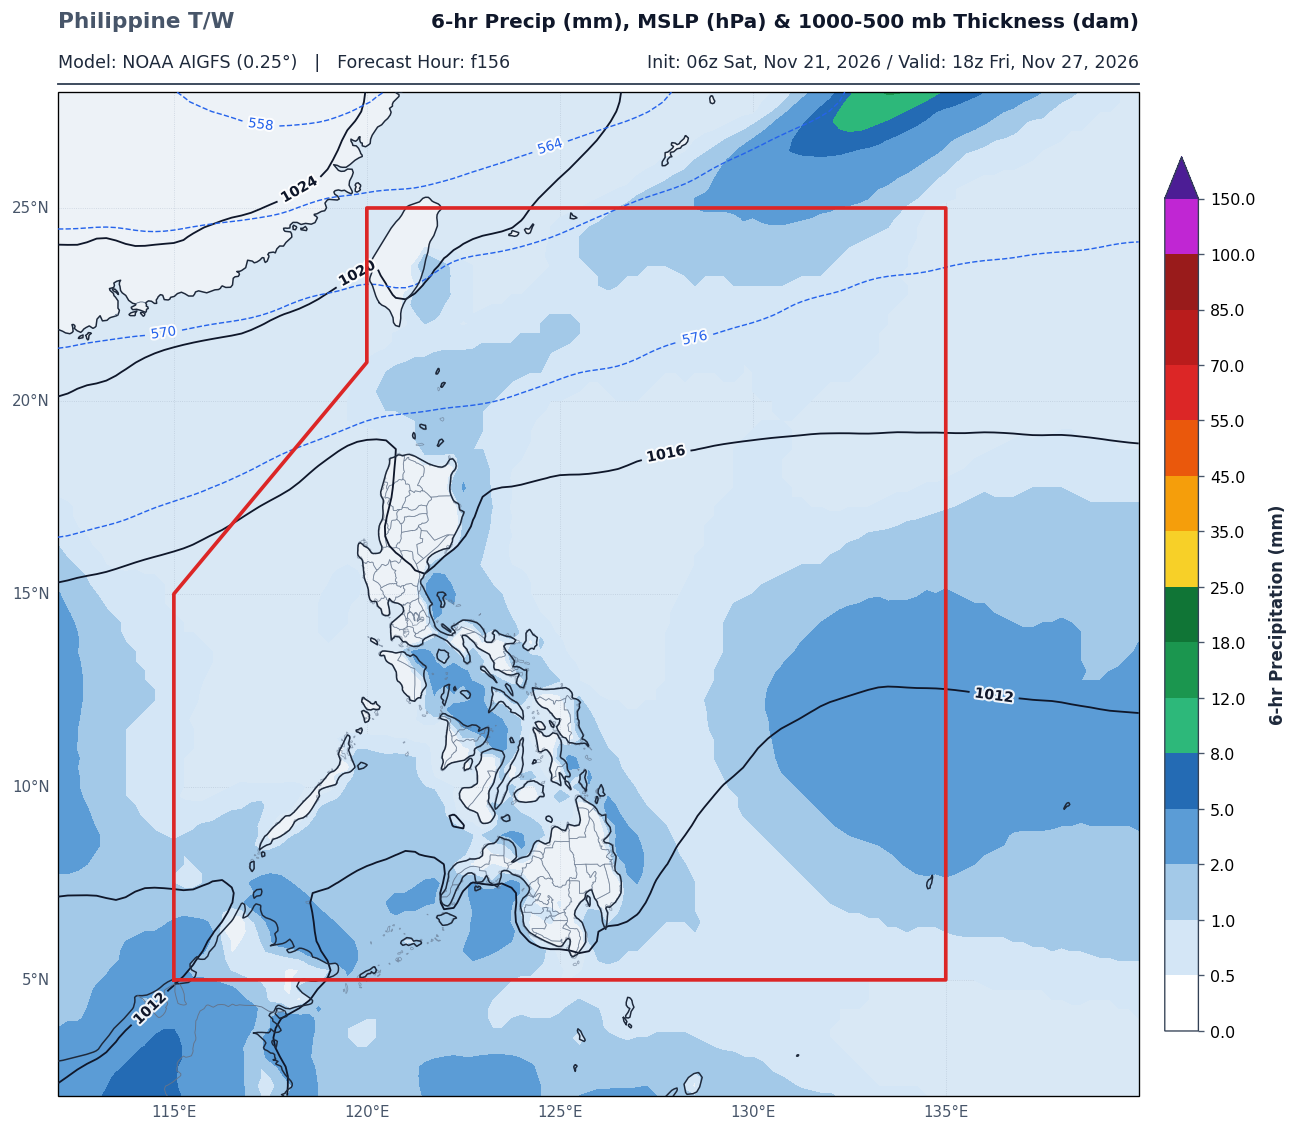 Philippine T/W
6-hr Precip (mm), MSLP (hPa) & 1000-500 mb Thickness (dam)
Model: NOAA AIGFS (0.25°) | Forecast Hour: f156
Init: 06z Sat, Nov 21, 2026 / Valid: 18z Fri, Nov 27, 2026
558
564
1024
1020
570
576
1016
1012
1012
25°N
20°N
15°N
10°N
5°N
115°E
120°E
125°E
130°E
135°E
150.0
100.0
85.0
70.0
55.0
45.0
35.0
25.0
18.0
12.0
8.0
5.0
2.0
1.0
0.5
0.0
6-hr Precipitation (mm)